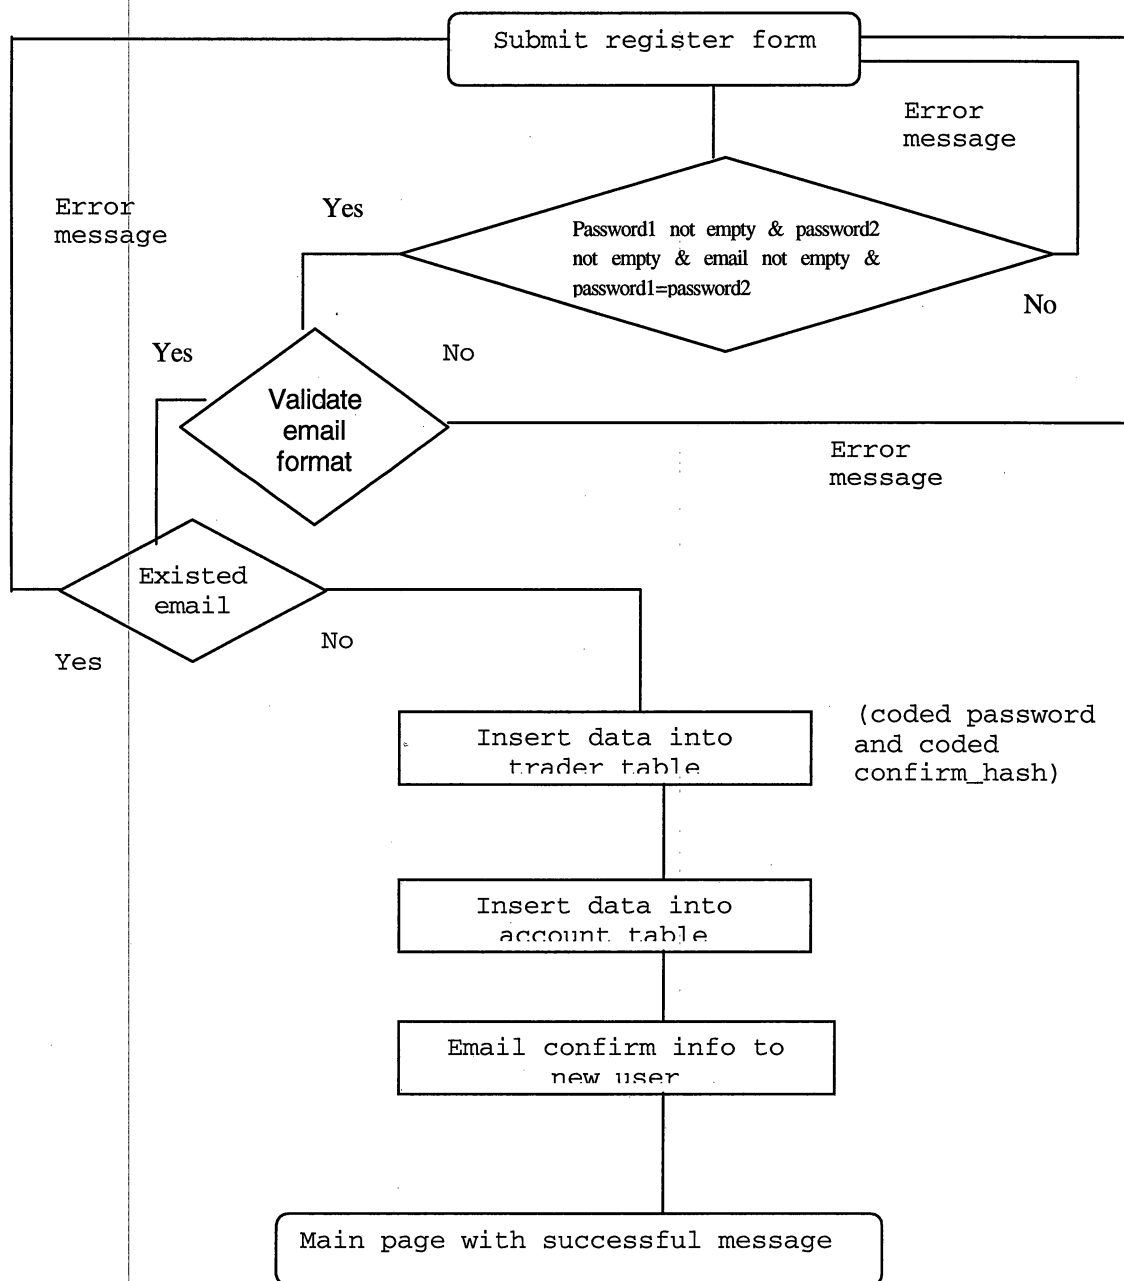 Submit register form
Error
message
Error
message
Yes
Password1 not empty & password2
not empty & email not empty &
password1=password2
No
Yes
No
Validate
email
format
Error
message
Existed
email
No
Yes
Insert data into
trader table
(coded password
and coded
confirm_hash)
Insert data into
account table
Email confirm info to
new user
Main page with successful message